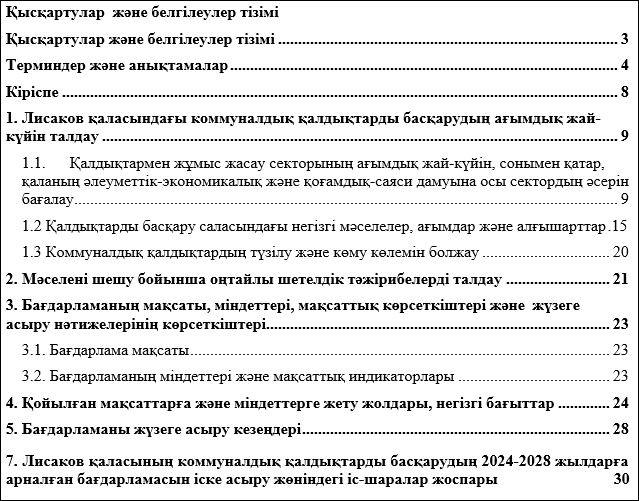 Қысқартулар  және белгілеулер тізімі
Қысқартулар және белгілеулер тізімі ........ 3
Терминдер және анықтамалар ........ 4
Кіріспе ........ 8
1. Лисаков қаласындағы коммуналдық қалдықтарды басқарудың ағымдық жай-
күйін талдау ........ 9
1.1. Қалдықтармен жұмыс жасау секторының ағымдық жай-күйін, сонымен қатар,
қаланың әлеуметтік-экономикалық және қоғамдық-саяси дамуына осы сектордың әсерін
бағалау ........ 9
1.2 Қалдықтарды басқару саласындағы негізгі мәселелер, ағымдар және алғышарттар .15
1.3 Коммуналдық қалдықтардың түзілу және көму көлемін болжау ........ 20
2. Мәселені шешу бойынша оңтайлы шетелдік тәжірибелерді талдау ........ 21
3. Бағдарламаның мақсаты, міндеттері, мақсаттық көрсеткіштері және  жүзеге
асыру нәтижелерінің көрсеткіштері ........ 23
3.1. Бағдарлама мақсаты ........ 23
3.2. Бағдарламаның міндеттері және мақсаттық индикаторлары ........ 23
4. Қойылған мақсаттарға және міндеттерге жету жолдары, негізгі бағыттар ........ 24
5. Бағдарламаны жүзеге асыру кезеңдері ........ 28
7. Лисаков қаласының коммуналдық қалдықтарды басқарудың 2024-2028 жылдарға
арналған бағдарламасын іске асыру жөніндегі іс-шаралар жоспары 30